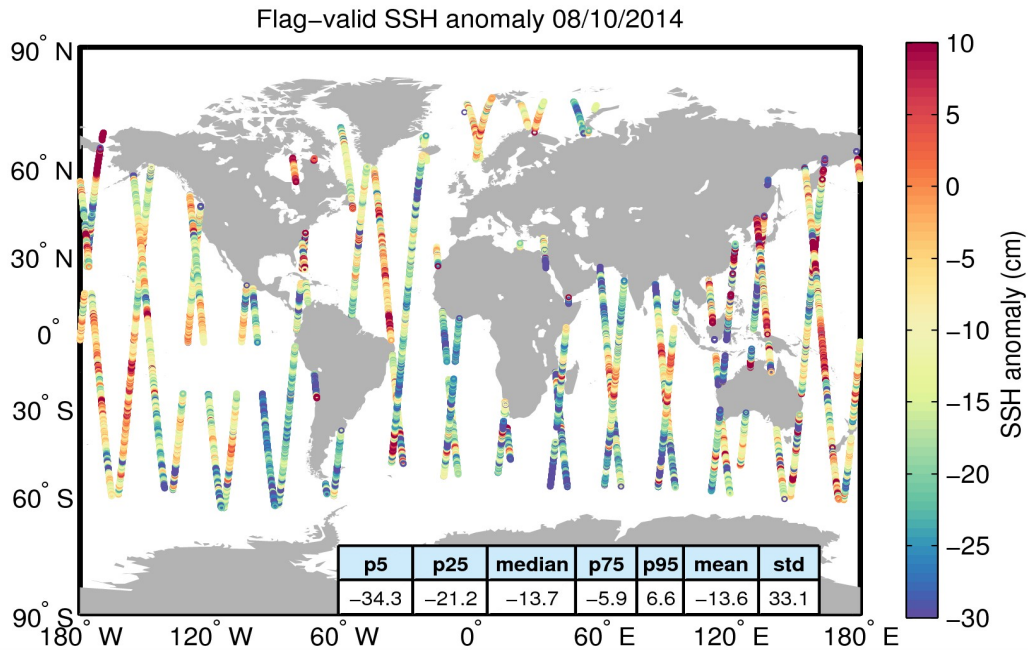 Flag−valid SSH anomaly 08/10/2014
90° N
60° N
30° N
0°
30° S
60° S
90° S
180° W
120° W
60° W
0°
60° E
120° E
180° E
p5 p25 median p75 p95 mean std
−34.3 −21.2 −13.7 −5.9 6.6 −13.6 33.1
10
5
0
−5
−10
−15
−20
−25
−30
SSH anomaly (cm)